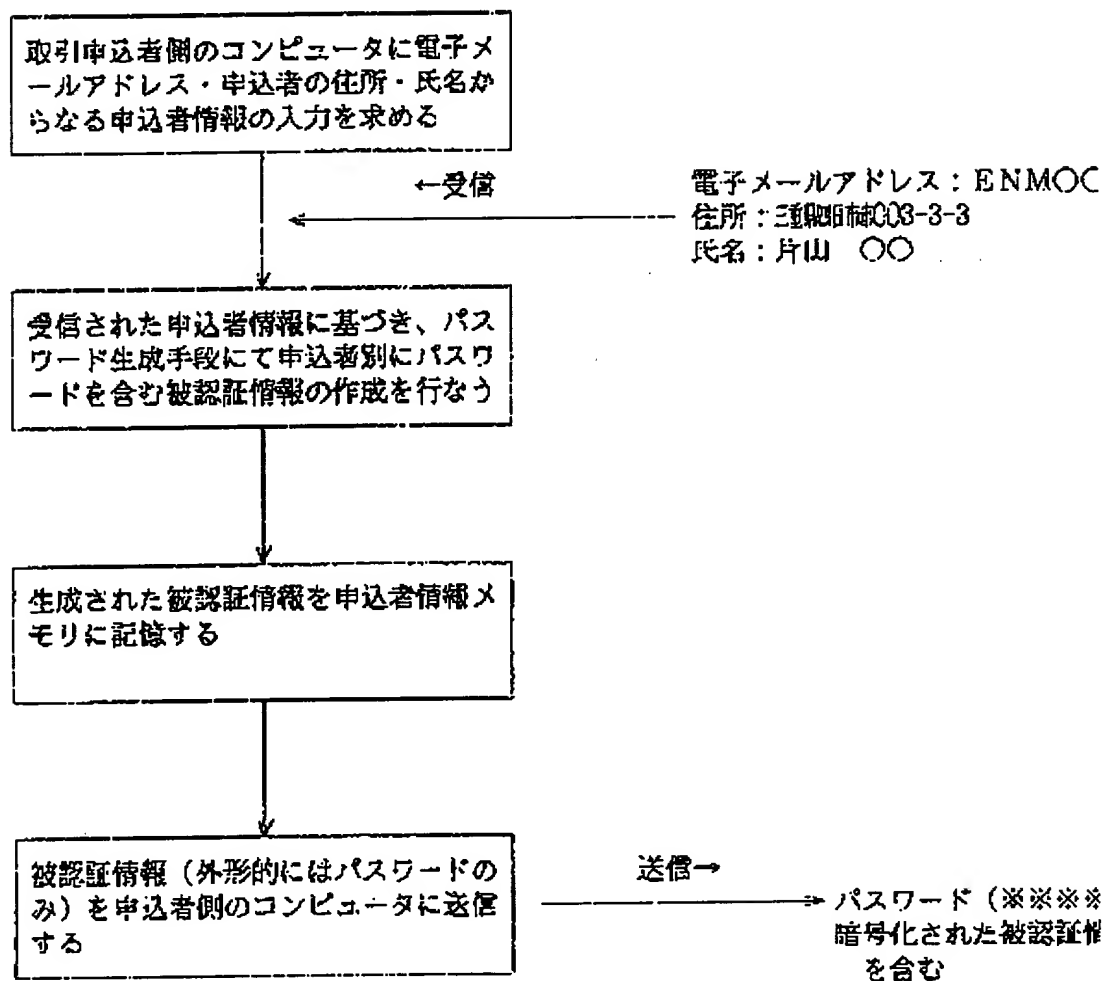 取引申込者側のコンピュータに電子メ
ールアドレス・申込者の住所・氏名か
らなる申込者情報の入力を求める
←受信
電子メールアドレス：ENM○C
住所：
3-3-3
氏名：片山 ○○
受信された申込者情報に基づき、パス
ワード生成手段にて申込者別にパスワ
ードを含む被認証情報の作成を行なう
生成された被認証情報を申込者情報メ
モリに記憶する
被認証情報（外形的にはパスワードの
み）を申込者側のコンピュータに送信
する
送信→
パスワード（※※※※
暗号化された被認証情
を含む